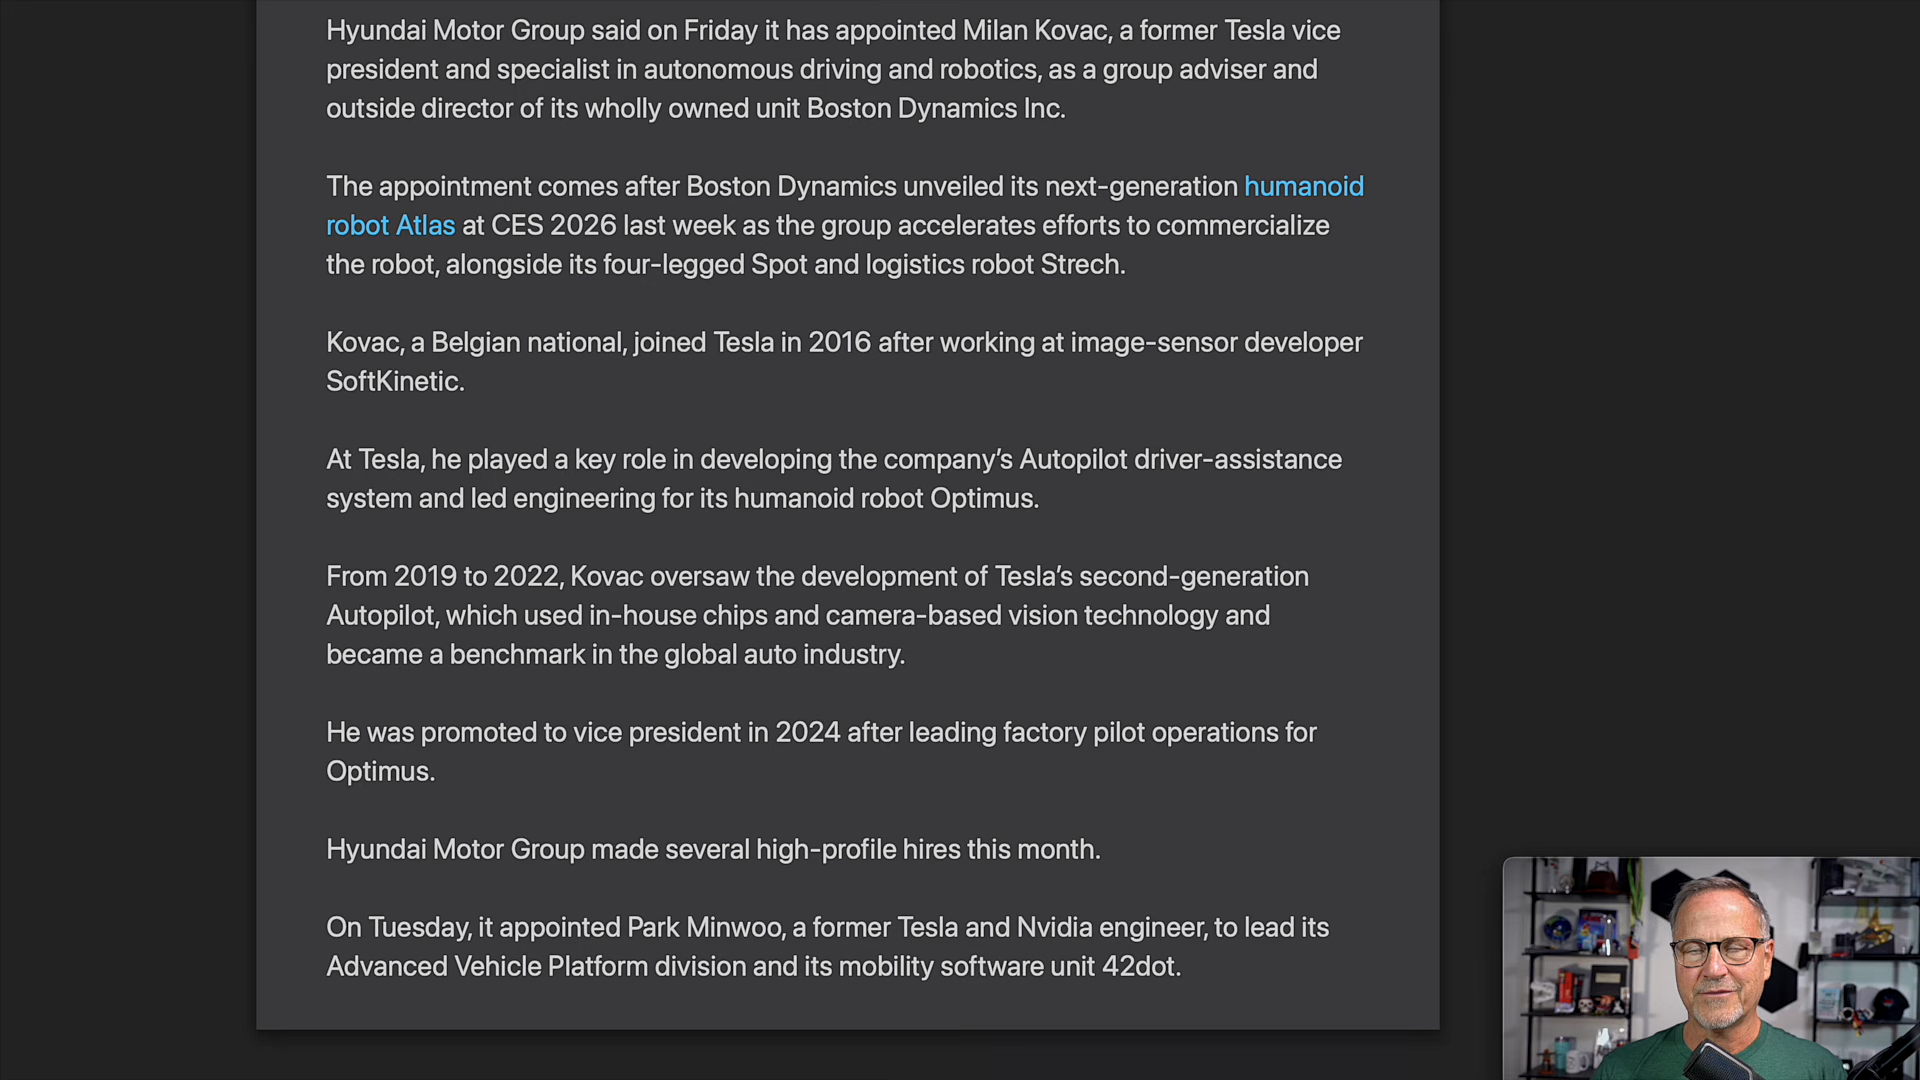 Hyundai Motor Group said on Friday it has appointed Milan Kovac, a former Tesla vice
president and specialist in autonomous driving and robotics, as a group adviser and
outside director of its wholly owned unit Boston Dynamics Inc.
The appointment comes after Boston Dynamics unveiled its next-generation humanoid
robot Atlas at CES 2026 last week as the group accelerates efforts to commercialize
the robot, alongside its four-legged Spot and logistics robot Strech.
Kovac, a Belgian national, joined Tesla in 2016 after working at image-sensor developer
SoftKinetic.
At Tesla, he played a key role in developing the company’s Autopilot driver-assistance
system and led engineering for its humanoid robot Optimus.
From 2019 to 2022, Kovac oversaw the development of Tesla’s second-generation
Autopilot, which used in-house chips and camera-based vision technology and
became a benchmark in the global auto industry.
He was promoted to vice president in 2024 after leading factory pilot operations for
Optimus.
Hyundai Motor Group made several high-profile hires this month.
On Tuesday, it appointed Park Minwoo, a former Tesla and Nvidia engineer, to lead its
Advanced Vehicle Platform division and its mobility software unit 42dot.